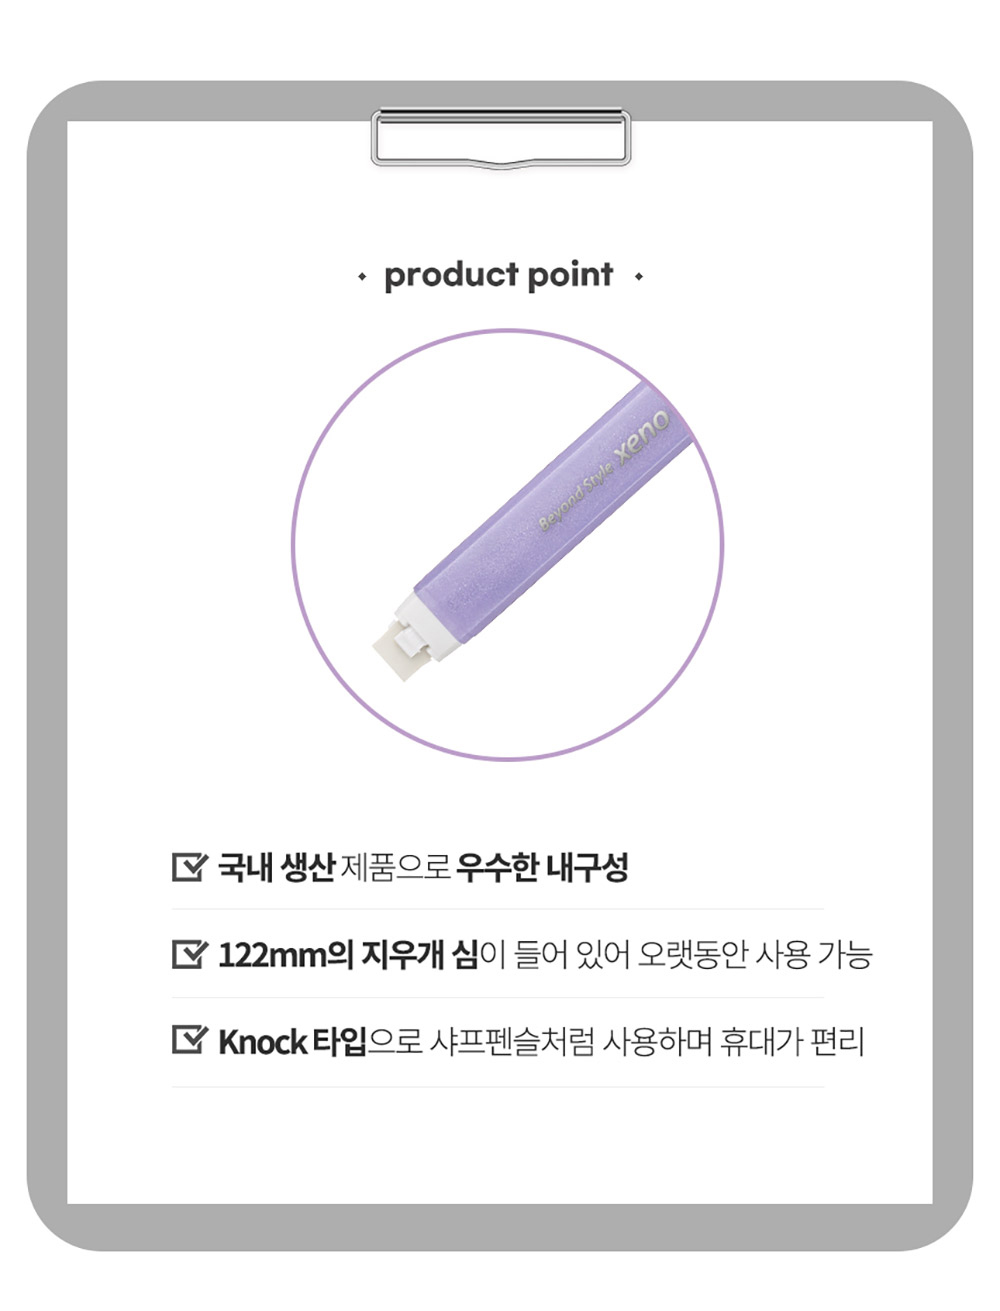 product point
Beyond Style xeno
국내 생산 제품으로 우수한 내구성
122mm의 지우개 심이 들어 있어 오랫동안 사용 가능
Knock 타입으로 샤프펜슬처럼 사용하며 휴대가 편리